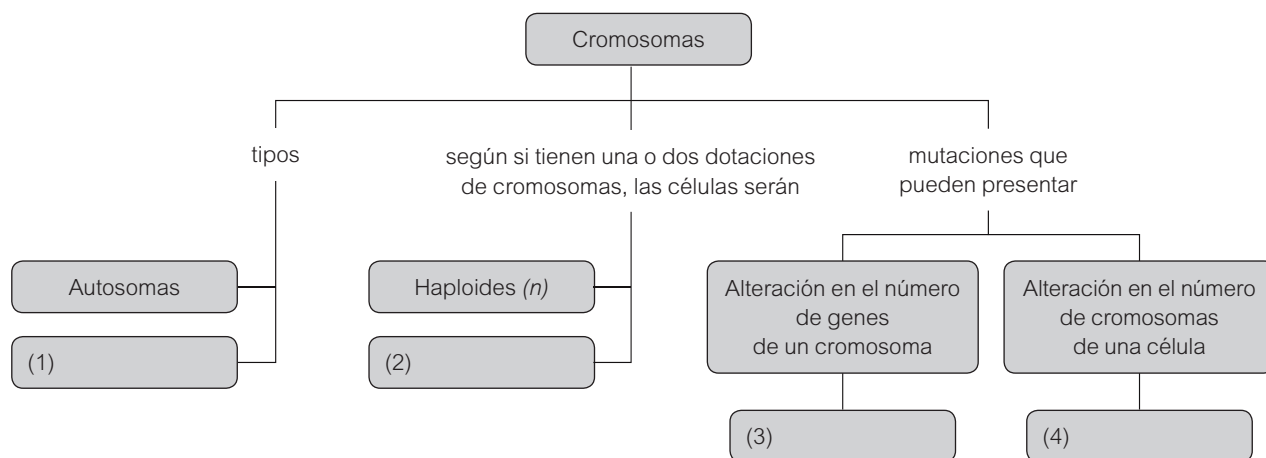 Cromosomas
tipos
según si tienen una o dos dotaciones
de cromosomas, las células serán
mutaciones que
pueden presentar
Autosomas
(1)
Haploides (n)
(2)
Alteración en el número
de genes
de un cromosoma
(3)
Alteración en el número
de cromosomas
de una célula
(4)